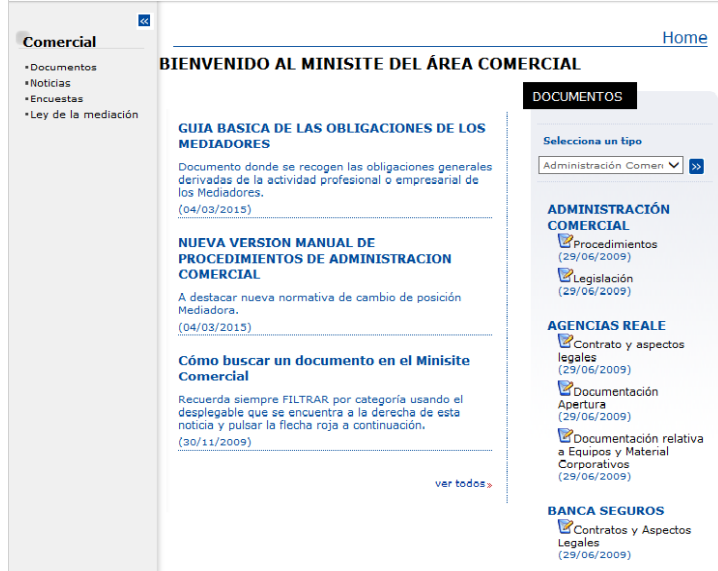 Comercial
Documentos
Noticias
Encuestas
Ley de la mediación
Home
BIENVENIDO AL MINISITE DEL ÁREA COMERCIAL
GUIA BASICA DE LAS OBLIGACIONES DE LOS
MEDIADORES
Documento donde se recogen las obligaciones generales
derivadas de la actividad profesional o empresarial de
los Mediadores.
(04/03/2015)
NUEVA VERSION MANUAL DE
PROCEDIMIENTOS DE ADMINISTRACION
COMERCIAL
A destacar nueva normativa de cambio de posición
Mediadora.
(04/03/2015)
Cómo buscar un documento en el Minisite
Comercial
Recuerda siempre FILTRAR por categoría usando el
desplegable que se encuentra a la derecha de esta
noticia y pulsar la flecha roja a continuación.
(30/11/2009)
ver todos»
DOCUMENTOS
Selecciona un tipo
Administración Comer
ADMINISTRACIÓN
COMERCIAL
Procedimientos
(29/06/2009)
Legislación
(29/06/2009)
AGENCIAS REALE
Contrato y aspectos
legales
(29/06/2009)
Documentación
Apertura
(29/06/2009)
Documentación relativa
a Equipos y Material
Corporativos
(29/06/2009)
BANCA SEGUROS
Contratos y Aspectos
Legales
(29/06/2009)